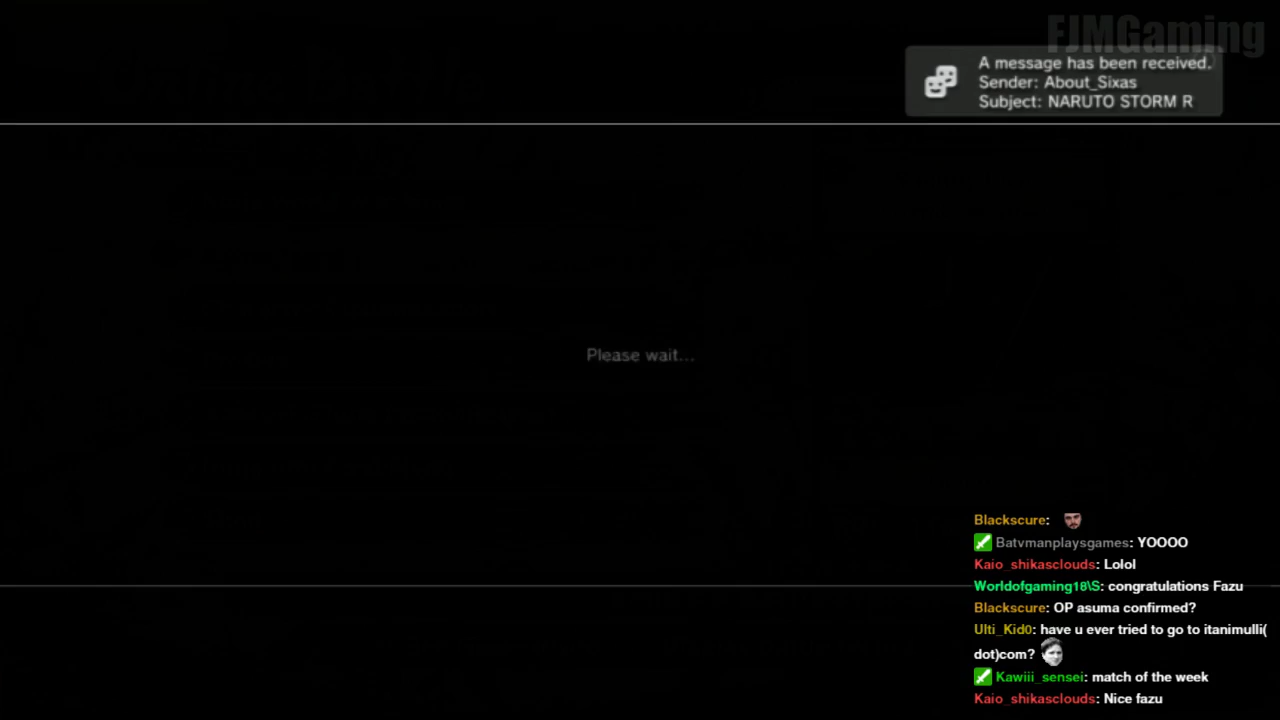 FJMGaming
A message has been received.
Sender: About_Sixas
Subject: NARUTO STORM R
Please wait...
Blackscure:
Batvmanplaysgames: YOOOO
Kaio_shikasclouds: Lolol
Worldofgaming18\S: congratulations Fazu
Blackscure: OP asuma confirmed?
Ulti_Kid0: have u ever tried to go to itanimulli(
dot)com?
Kawiii_sensei: match of the week
Kaio_shikasclouds: Nice fazu